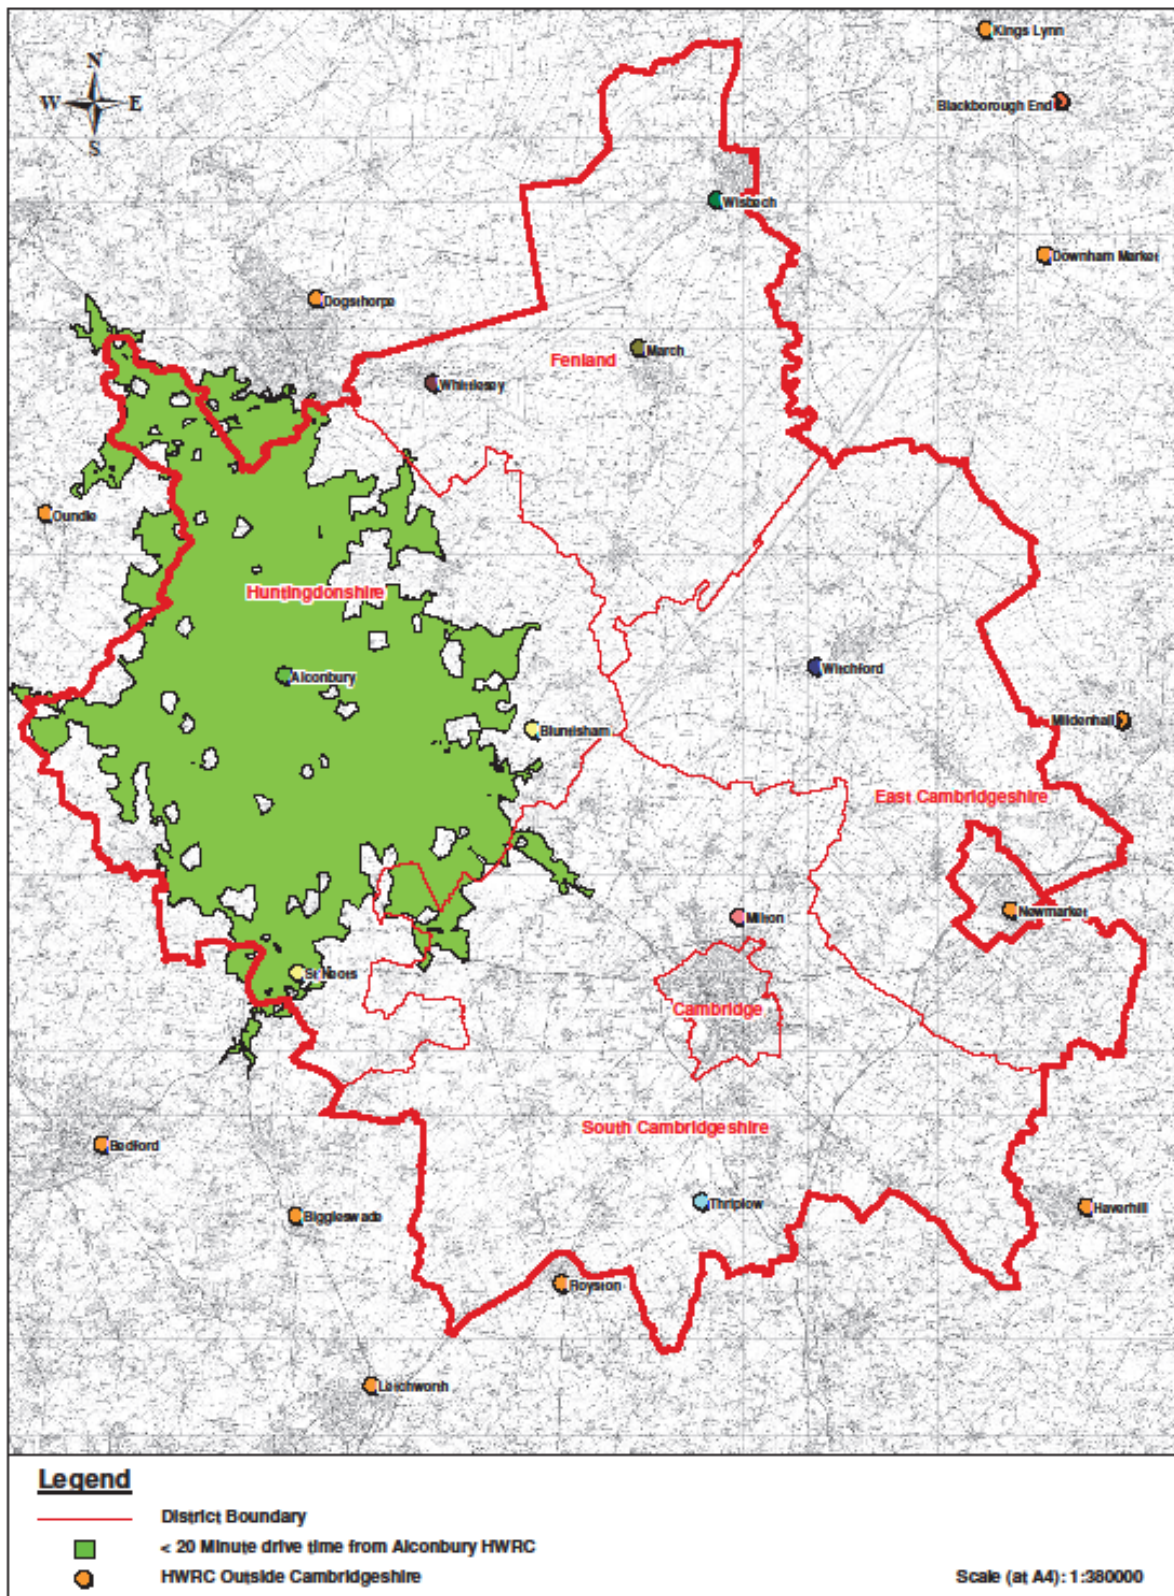 N
W E
S
Kings Lynn
Blackborough End
Wisbech
Downham Market
Dogsthorpe
March
Fenland
Whittlesey
Oundle
Huntingdonshire
Witchford
Alconbury
Mildenhall
Bluntisham
East Cambridgeshire
Newmarket
Milton
St Neots
Cambridge
South Cambridgeshire
Bedford
Thriplow
Haverhill
Biggleswade
Royston
Letchworth
Legend
District Boundary
< 20 Minute drive time from Alconbury HWRC
HWRC Outside Cambridgeshire
Scale (at A4): 1:380000